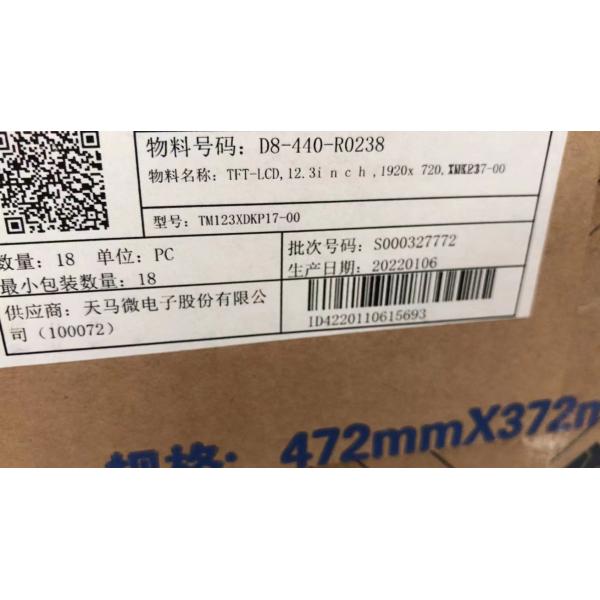 物料号码: D8-440-R0238
物料名称: TFT-LCD,12.3inch,1920x 720,
型号: TM123XDKP17-00
数量: 18 单位: PC
批次号码: S000327772
最小包装数量: 18
生产日期: 20220106
供应商: 天马微电子股份有限公
司 (100072)
ID4220110615693
规格: 472mmX372m